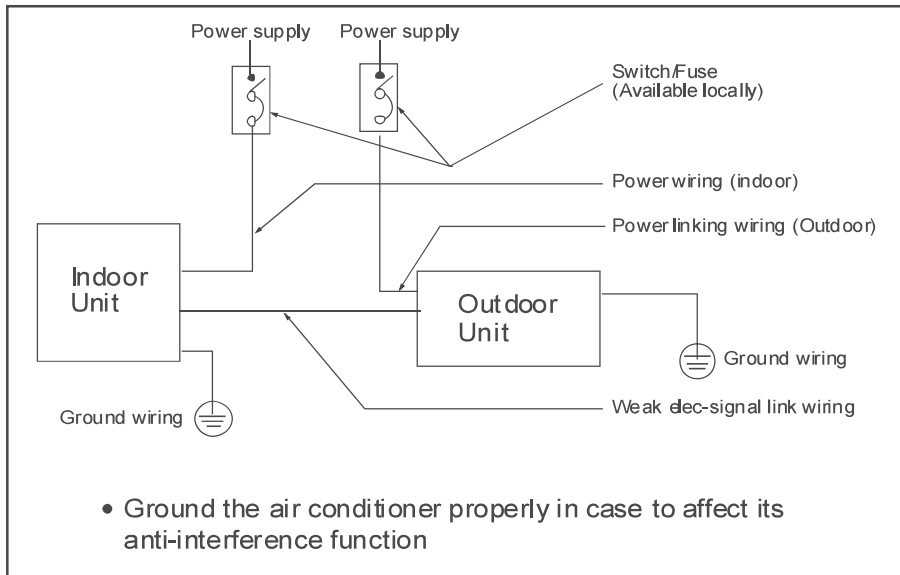 Power supply
Power supply
Switch/Fuse
(Available locally)
Power wiring (indoor)
Power linking wiring (Outdoor)
Indoor
Unit
Outdoor
Unit
Ground wiring
Ground wiring
Weak elec-signal link wiring
• Ground the air conditioner properly in case to affect its
anti-interference function